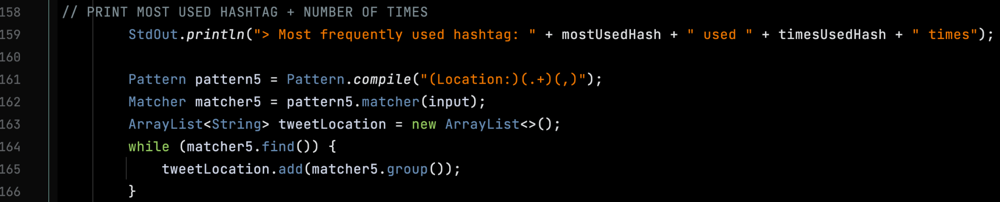 158 // PRINT MOST USED HASHTAG + NUMBER OF TIMES
159 StdOut.println("> Most frequently used hashtag: " + mostUsedHash + " used " + timesUsedHash + " times");
160
161 Pattern pattern5 = Pattern.compile("(Location:)(.+)(,)");
162 Matcher matcher5 = pattern5.matcher(input);
163 ArrayList<String> tweetLocation = new ArrayList<>();
164 while (matcher5.find()) {
165 tweetLocation.add(matcher5.group());
166 }